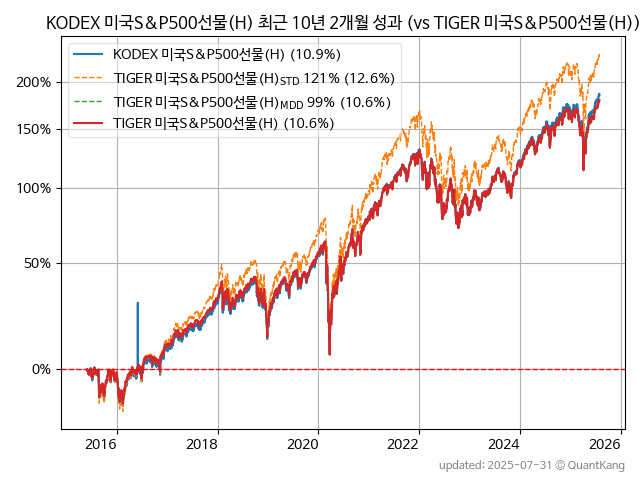 KODEX 미국S&P500선물(H) 최근 10년 2개월 성과 (vs TIGER 미국S&P500선물(H))
KODEX 미국S&P500선물(H) (10.9%)
TIGER 미국S&P500선물(H)STD 121% (12.6%)
TIGER 미국S&P500선물(H)MDD 99% (10.6%)
TIGER 미국S&P500선물(H) (10.6%)
200%
150%
100%
50%
0%
2016 2018 2020 2022 2024 2026
updated: 2025-07-31 © QuantKang